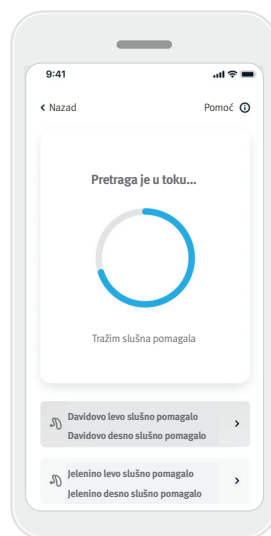 9:41
Nazad Pomoć
Pretraga je u toku...
Tražim slušna pomagala
Davidovo levo slušno pomagalo
Davidovo desno slušno pomagalo
Jelenino levo slušno pomagalo
Jelenino desno slušno pomagalo